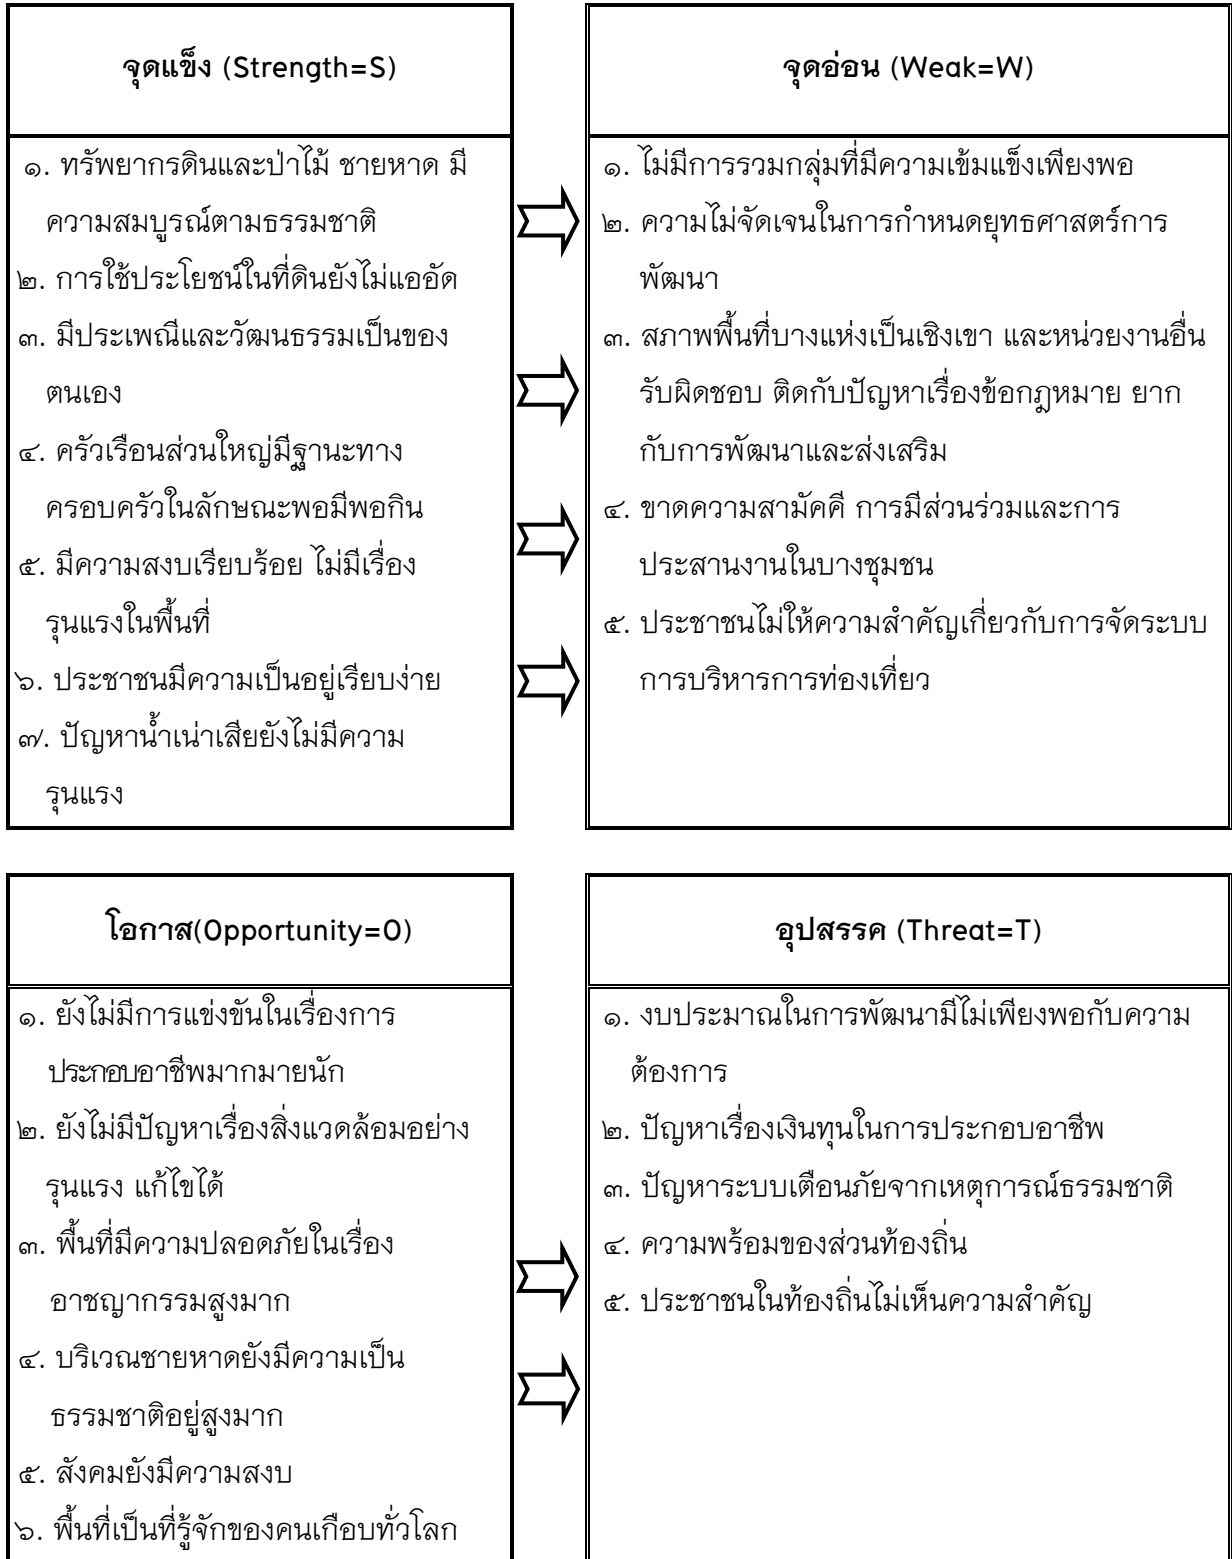 จุดแข็ง (Strength=S)
๑. ทรัพยากรดินและป่าไม้ ชายหาด มี
ความสมบูรณ์ตามธรรมชาติ
๒. การใช้ประโยชน์ในที่ดินยังไม่แออัด
๓. มีประเพณีและวัฒนธรรมเป็นของ
ตนเอง
๔. ครัวเรือนส่วนใหญ่มีฐานะทาง
ครอบครัวในลักษณะพอมีพอกิน
๕. มีความสงบเรียบร้อย ไม่มีเรื่อง
รุนแรงในพื้นที่
๖. ประชาชนมีความเป็นอยู่เรียบง่าย
๗. ปัญหาน้ำเน่าเสียยังไม่มีความ
รุนแรง
จุดอ่อน (Weak=W)
๑. ไม่มีการรวมกลุ่มที่มีความเข้มแข็งเพียงพอ
๒. ความไม่จัดเจนในการกำหนดยุทธศาสตร์การ
พัฒนา
๓. สภาพพื้นที่บางแห่งเป็นเชิงเขา และหน่วยงานอื่น
รับผิดชอบ ติดกับปัญหาเรื่องข้อกฎหมาย ยาก
กับการพัฒนาและส่งเสริม
๔. ขาดความสามัคคี การมีส่วนร่วมและการ
ประสานงานในบางชุมชน
๕. ประชาชนไม่ให้ความสำคัญเกี่ยวกับการจัดระบบ
การบริหารการท่องเที่ยว
โอกาส(Opportunity=O)
๑. ยังไม่มีการแข่งขันในเรื่องการ
ประกอบอาชีพมากมายนัก
๒. ยังไม่มีปัญหาเรื่องสิ่งแวดล้อมอย่าง
รุนแรง แก้ไขได้
๓. พื้นที่มีความปลอดภัยในเรื่อง
อาชญากรรมสูงมาก
๔. บริเวณชายหาดยังมีความเป็น
ธรรมชาติอยู่สูงมาก
๕. สังคมยังมีความสงบ
๖. พื้นที่เป็นที่รู้จักของคนเกือบทั่วโลก
อุปสรรค (Threat=T)
๑. งบประมาณในการพัฒนามีไม่เพียงพอกับความ
ต้องการ
๒. ปัญหาเรื่องเงินทุนในการประกอบอาชีพ
๓. ปัญหาระบบเตือนภัยจากเหตุการณ์ธรรมชาติ
๔. ความพร้อมของส่วนท้องถิ่น
๕. ประชาชนในท้องถิ่นไม่เห็นความสำคัญ